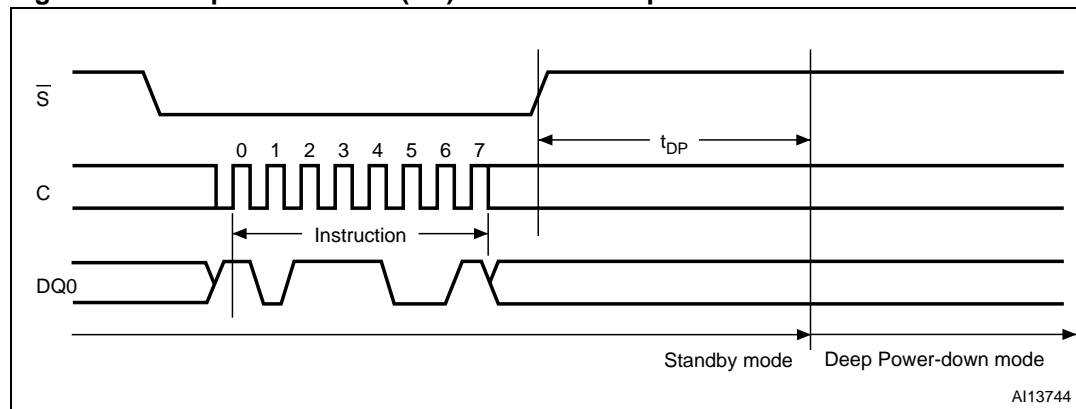 S
t_DP
0 1 2 3 4 5 6 7
C
Instruction
DQ0
Standby mode Deep Power-down mode
AI13744